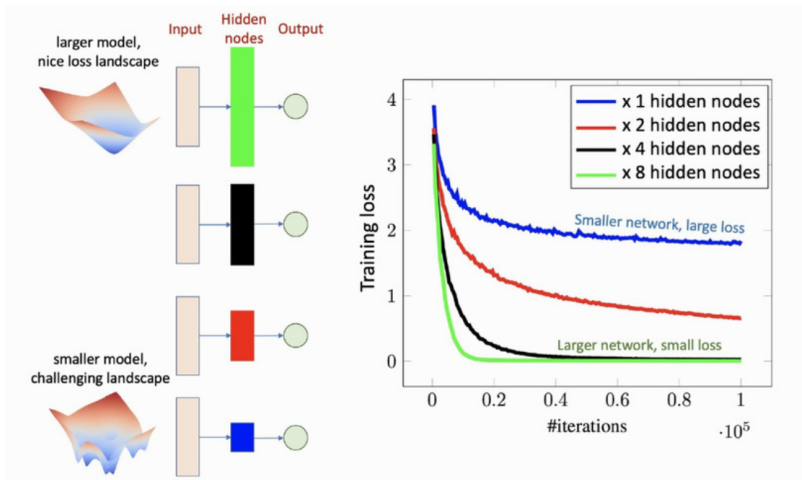 larger model,
nice loss landscape
Input
Hidden
nodes
Output
smaller model,
challenging landscape
Training loss
4
3
2
1
0
x 1 hidden nodes
x 2 hidden nodes
x 4 hidden nodes
x 8 hidden nodes
Smaller network, large loss
Larger network, small loss
0
0.2
0.4
0.6
0.8
1
#iterations
·10⁵